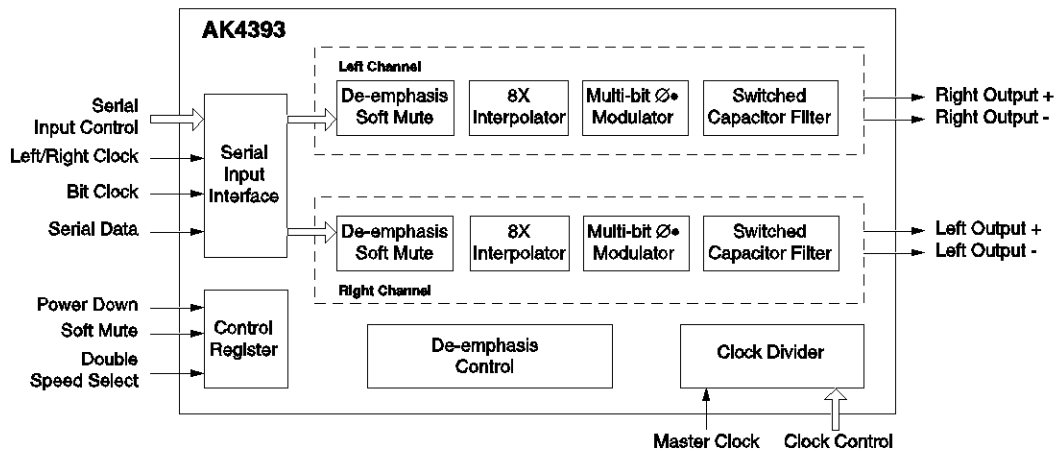 AK4393
Left Channel
De-emphasis
Soft Mute
8X
Interpolator
Multi-bit Ø•
Modulator
Switched
Capacitor Filter
Right Output +
Right Output -
Serial
Input Control
Left/Right Clock
Bit Clock
Serial Data
Serial
Input
Interface
De-emphasis
Soft Mute
8X
Interpolator
Multi-bit Ø•
Modulator
Switched
Capacitor Filter
Right Channel
Left Output +
Left Output -
Power Down
Soft Mute
Double
Speed Select
Control
Register
De-emphasis
Control
Clock Divider
Master Clock
Clock Control